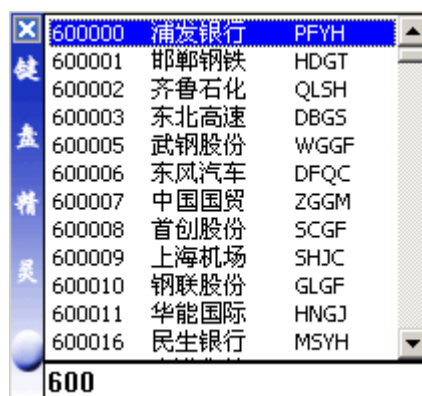 键盘精灵
600000 浦发银行 PFYH
600001 邯郸钢铁 HDGT
600002 齐鲁石化 QLSH
600003 东北高速 DBGS
600005 武钢股份 WGGF
600006 东风汽车 DFQC
600007 中国国贸 ZGGM
600008 首创股份 SCGF
600009 上海机场 SHJC
600010 钢联股份 GLGF
600011 华能国际 HNGJ
600016 民生银行 MSYH
600